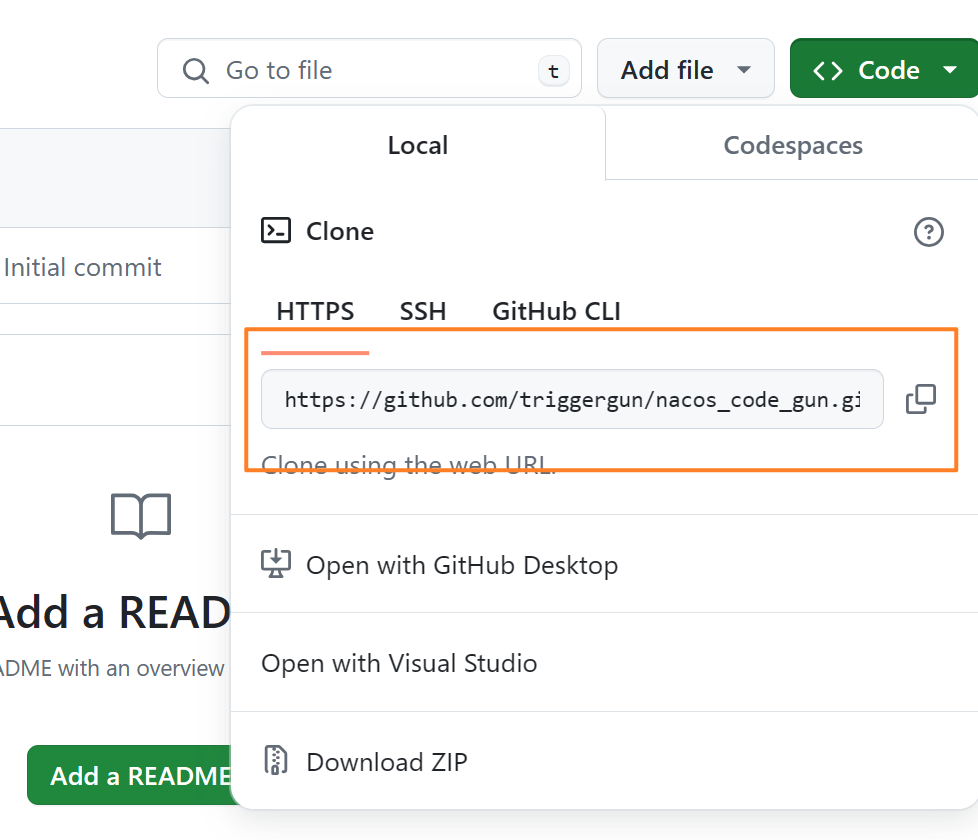 Go to file
t
Add file
<> Code
Local
Codespaces
Clone
HTTPS
SSH
GitHub CLI
Initial commit
https://github.com/triggergun/nacos_code_gun.gi
Clone using the web URL.
Open with GitHub Desktop
Add a READ
ADME with an overview
Open with Visual Studio
Add a README
Download ZIP